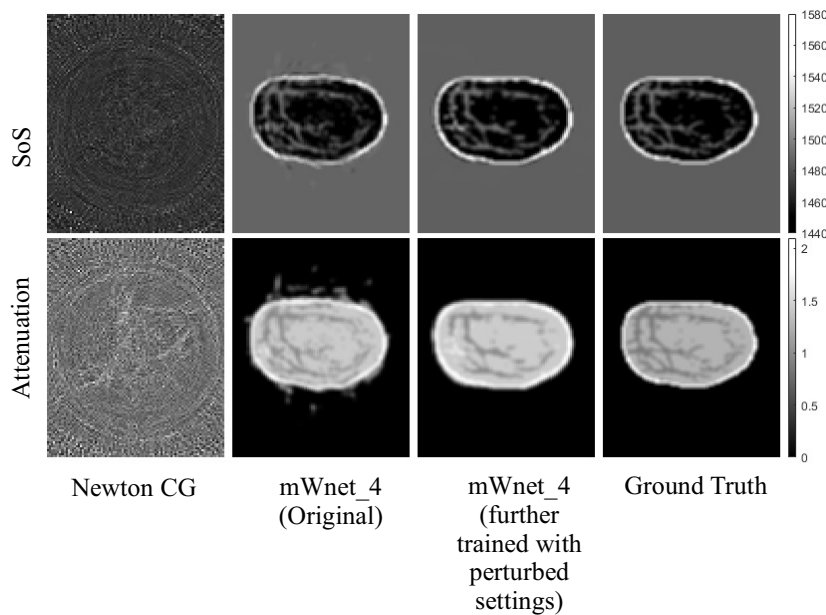 SoS
1580
1560
1540
1520
1500
1480
1460
1440
Attenuation
2
1.5
1
0.5
0
Newton CG
mWnet_4
(Original)
mWnet_4
(further
trained with
perturbed
settings)
Ground Truth